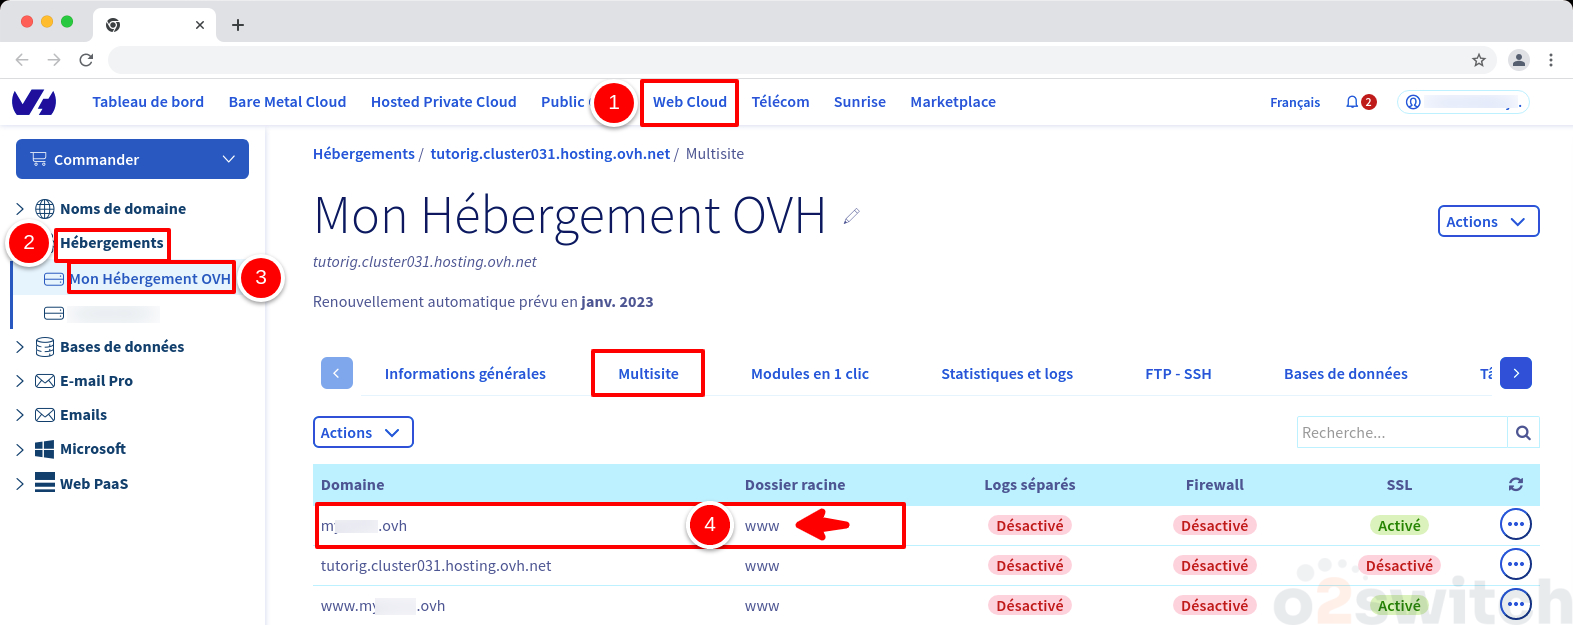 Tableau de bord Bare Metal Cloud Hosted Private Cloud Public 1 Web Cloud Télécom Sunrise Marketplace Français 2
Commander
Hébergements / tutorig.cluster031.hosting.ovh.net / Multisite
Noms de domaine
2 Hébergements
3 Mon Hébergement OVH
Bases de données
E-mail Pro
Emails
Microsoft
Web PaaS
Mon Hébergement OVH
Actions
tutorig.cluster031.hosting.ovh.net
Renouvellement automatique prévu en janv. 2023
Informations générales Multisite Modules en 1 clic Statistiques et logs FTP - SSH Bases de données
Actions Recherche...
Domaine Dossier racine Logs séparés Firewall SSL
.ovh 4 www Désactivé Désactivé Activé
tutorig.cluster031.hosting.ovh.net www Désactivé Désactivé Désactivé
.ovh www Désactivé Désactivé Activé
o2switch